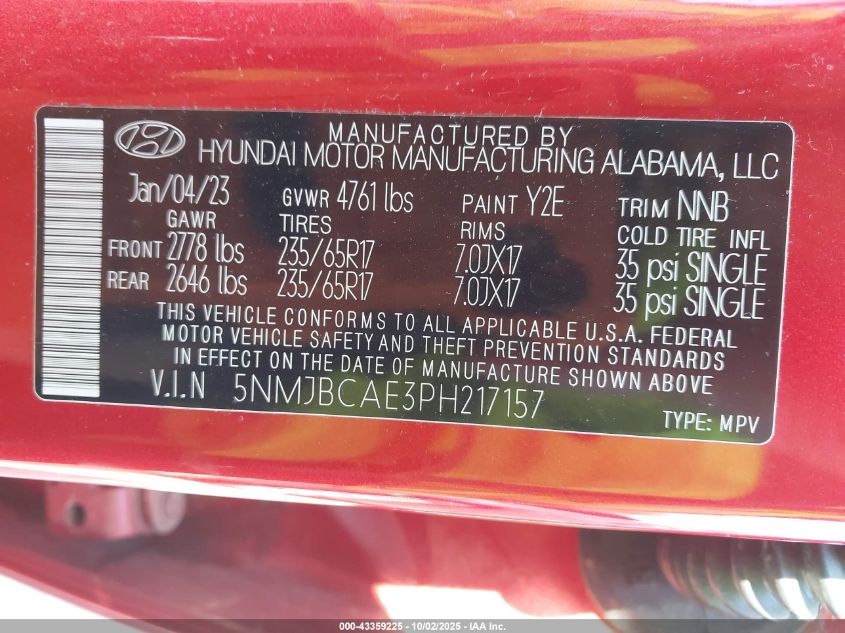 MANUFACTURED BY
HYUNDAI MOTOR MANUFACTURING ALABAMA, LLC
Jan/04/23 GVWR 4761 lbs PAINT Y2E TRIM NNB
GAWR TIRES RIMS COLD TIRE INFL
FRONT 2778 lbs 235/65R17 7.0JX17 35 psi SINGLE
REAR 2646 lbs 235/65R17 7.0JX17 35 psi SINGLE
THIS VEHICLE CONFORMS TO ALL APPLICABLE U.S.A. FEDERAL
MOTOR VEHICLE SAFETY AND THEFT PREVENTION STANDARDS
IN EFFECT ON THE DATE OF MANUFACTURE SHOWN ABOVE.
V.I.N 5NMJBCAE3PH217157
TYPE: MPV
000-43359225 - 10/02/2025 - IAA Inc.